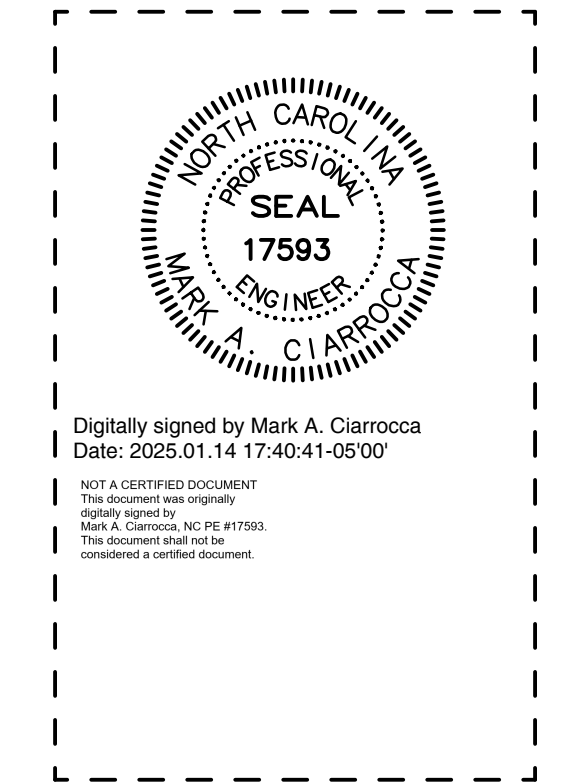 NORTH CAROLINA
PROFESSIONAL
SEAL
17593
ENGINEER
MARK A. CIARROCCA
Digitally signed by Mark A. Ciarrocca
Date: 2025.01.14 17:40:41-05'00'
NOT A CERTIFIED DOCUMENT
This document was originally
digitally signed by
Mark A. Ciarrocca, NC PE #17593.
This document shall not be
considered a certified document.